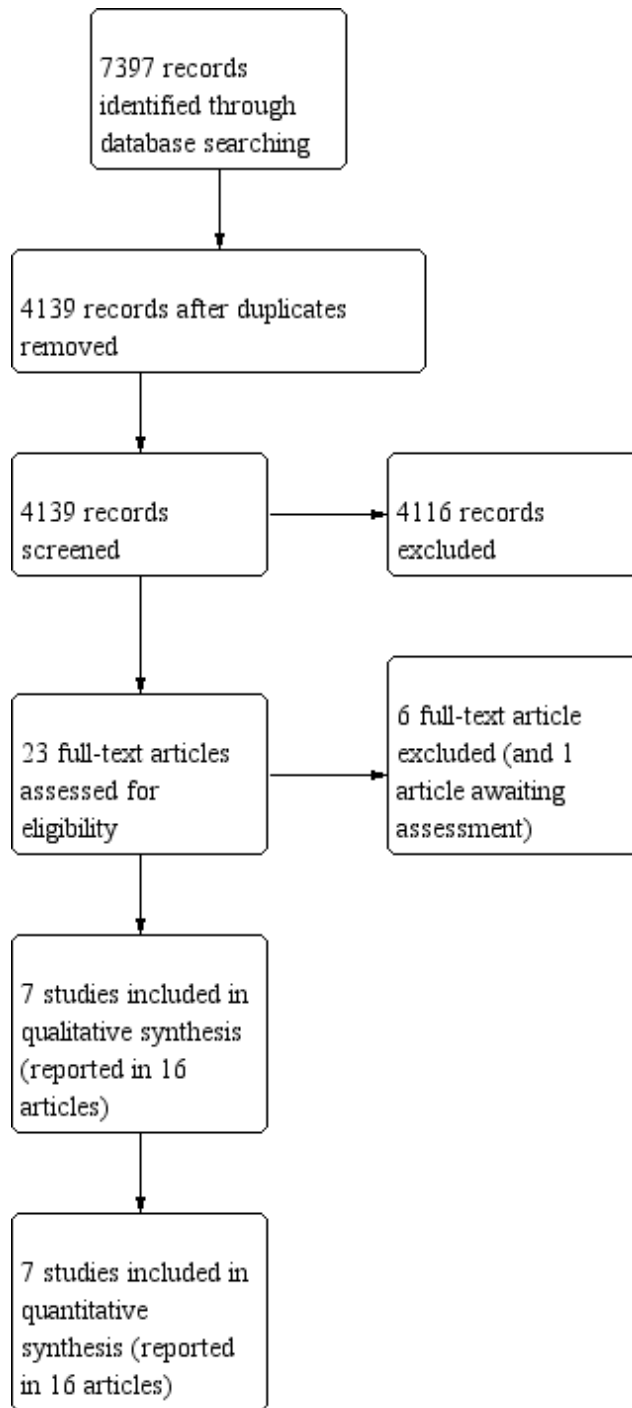 7397 records
identified through
database searching
4139 records after duplicates
removed
4139 records
screened
4116 records
excluded
23 full-text articles
assessed for
eligibility
6 full-text article
excluded (and 1
article awaiting
assessment)
7 studies included in
qualitative synthesis
(reported in 16
articles)
7 studies included in
quantitative
synthesis (reported
in 16 articles)